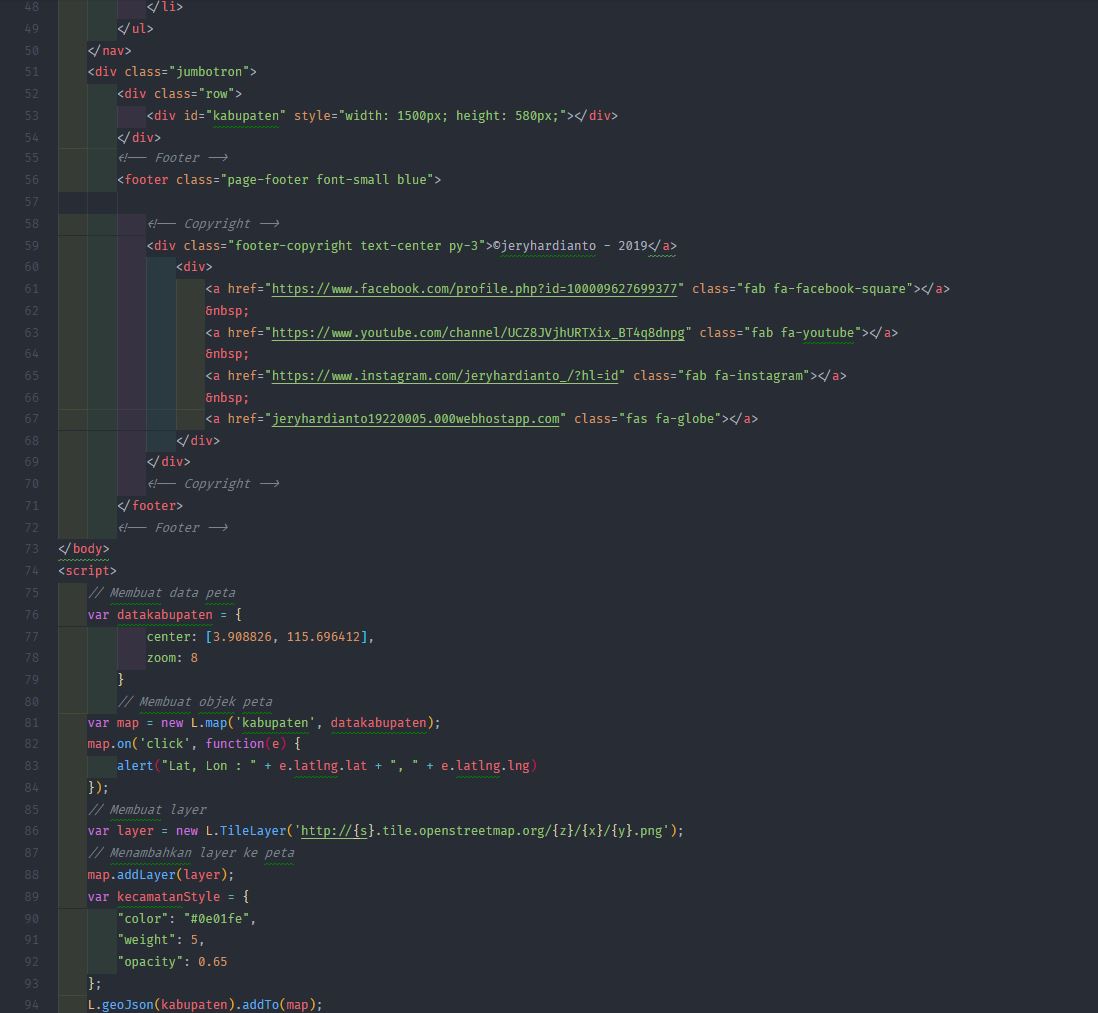 48 </li>
49 </ul>
50 </nav>
51 <div class="jumbotron">
52 <div class="row">
53 <div id="kabupaten" style="width: 1500px; height: 580px;"></div>
54 </div>
55 <!-- Footer -->
56 <footer class="page-footer font-small blue">
57
58 <!-- Copyright -->
59 <div class="footer-copyright text-center py-3">©jeryhardianto - 2019</a>
60 <div>
61 <a href="https://www.facebook.com/profile.php?id=100009627699377" class="fab fa-facebook-square"></a>
62 &nbsp;
63 <a href="https://www.youtube.com/channel/UCZ8JVjhURTXix_BT4q8dnpg" class="fab fa-youtube"></a>
64 &nbsp;
65 <a href="https://www.instagram.com/jeryhardianto_/?hl=id" class="fab fa-instagram"></a>
66 &nbsp;
67 <a href="jeryhardianto19220005.000webhostapp.com" class="fas fa-globe"></a>
68 </div>
69 </div>
70 <!-- Copyright -->
71 </footer>
72 <!-- Footer -->
73 </body>
74 <script>
75 // Membuat data peta
76 var datakabupaten = {
77 center: [3.908826, 115.696412],
78 zoom: 8
79 }
80 // Membuat objek peta
81 var map = new L.map('kabupaten', datakabupaten);
82 map.on('click', function(e) {
83 alert("Lat, Lon : " + e.latlng.lat + ", " + e.latlng.lng)
84 });
85 // Membuat layer
86 var layer = new L.TileLayer('http://{s}.tile.openstreetmap.org/{z}/{x}/{y}.png');
87 // Menambahkan layer ke peta
88 map.addLayer(layer);
89 var kecamatanStyle = {
90 "color": "#0e01fe",
91 "weight": 5,
92 "opacity": 0.65
93 };
94 L.geoJson(kabupaten).addTo(map);